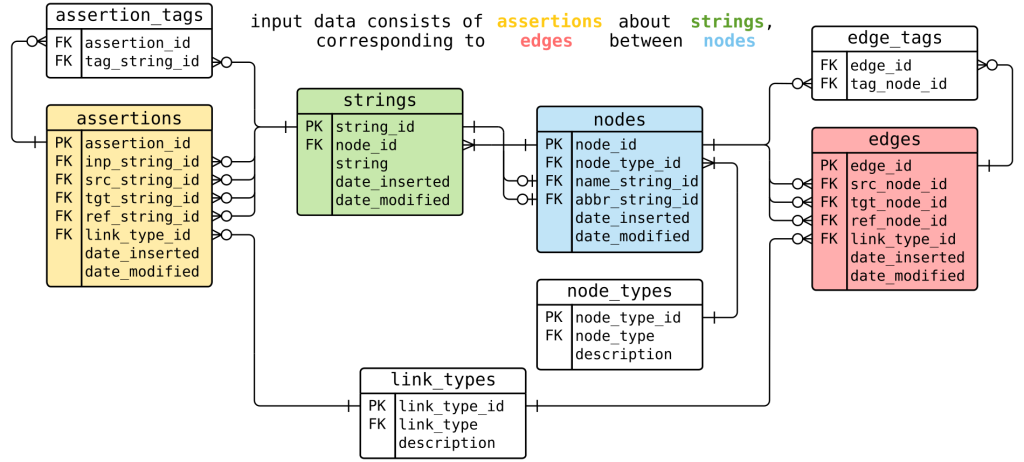 input data consists of assertions about strings,
corresponding to edges between nodes
assertion_tags
FK assertion_id
FK tag_string_id
assertions
PK assertion_id
FK inp_string_id
FK src_string_id
FK tgt_string_id
FK ref_string_id
FK link_type_id
date_inserted
date_modified
strings
PK string_id
FK node_id
string
date_inserted
date_modified
nodes
PK node_id
FK node_type_id
FK name_string_id
FK abbr_string_id
date_inserted
date_modified
node_types
PK node_type_id
FK node_type
description
link_types
PK link_type_id
FK link_type
description
edge_tags
FK edge_id
FK tag_node_id
edges
PK edge_id
FK src_node_id
FK tgt_node_id
FK ref_node_id
FK link_type_id
date_inserted
date_modified